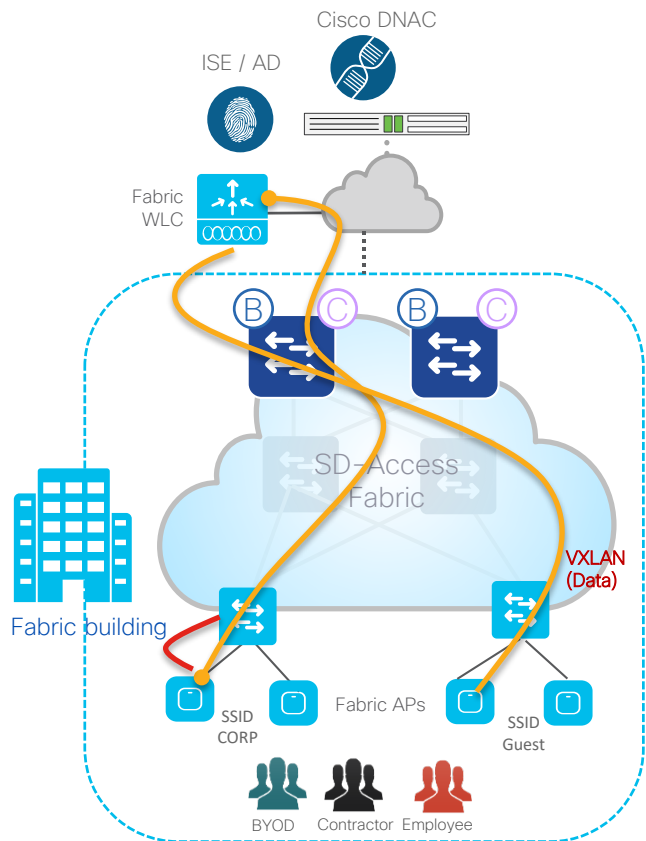 Cisco DNAC
ISE / AD
Fabric
WLC
B
C
B
C
SD-Access
Fabric
VXLAN
(Data)
Fabric building
Fabric APs
SSID
CORP
SSID
Guest
BYOD
Contractor
Employee